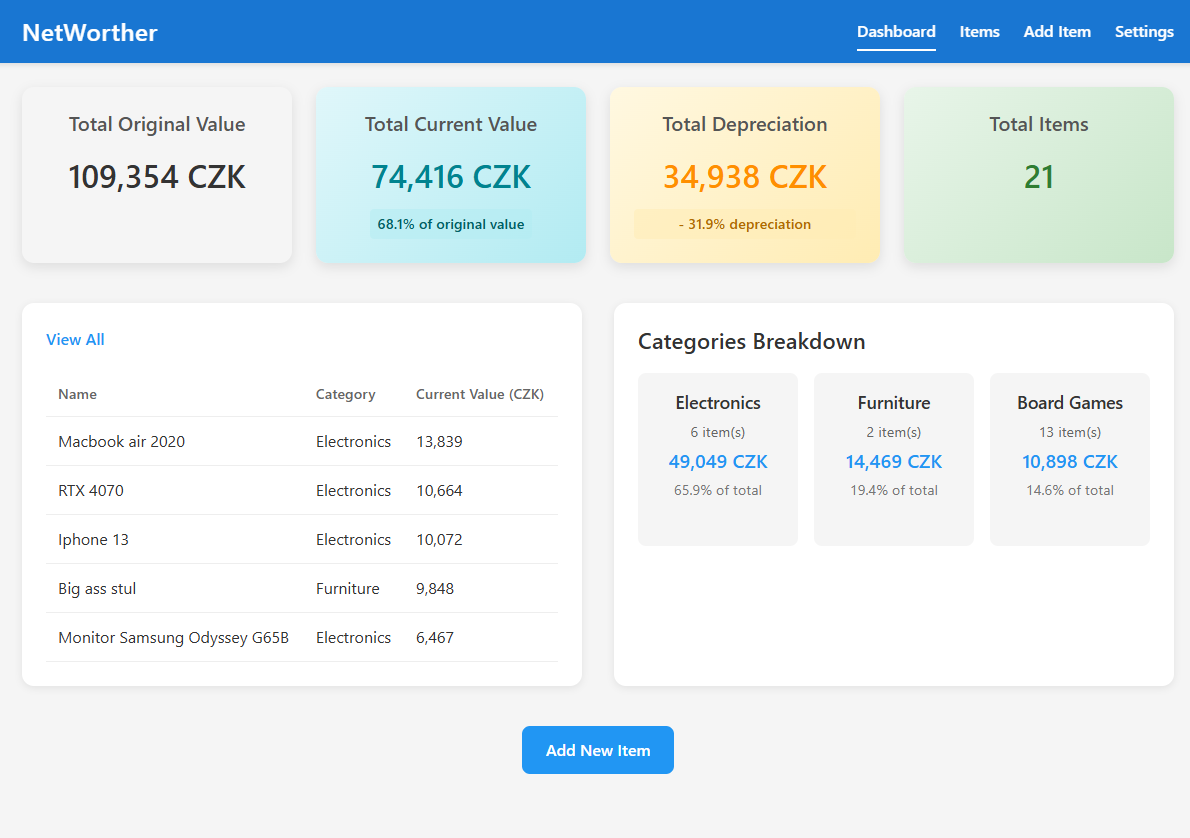 NetWorther
Dashboard Items Add Item Settings
Total Original Value
109,354 CZK
Total Current Value
74,416 CZK
68.1% of original value
Total Depreciation
34,938 CZK
- 31.9% depreciation
Total Items
21
View All
Name Category Current Value (CZK)
Macbook air 2020 Electronics 13,839
RTX 4070 Electronics 10,664
Iphone 13 Electronics 10,072
Big ass stul Furniture 9,848
Monitor Samsung Odyssey G65B Electronics 6,467
Categories Breakdown
Electronics
6 item(s)
49,049 CZK
65.9% of total
Furniture
2 item(s)
14,469 CZK
19.4% of total
Board Games
13 item(s)
10,898 CZK
14.6% of total
Add New Item